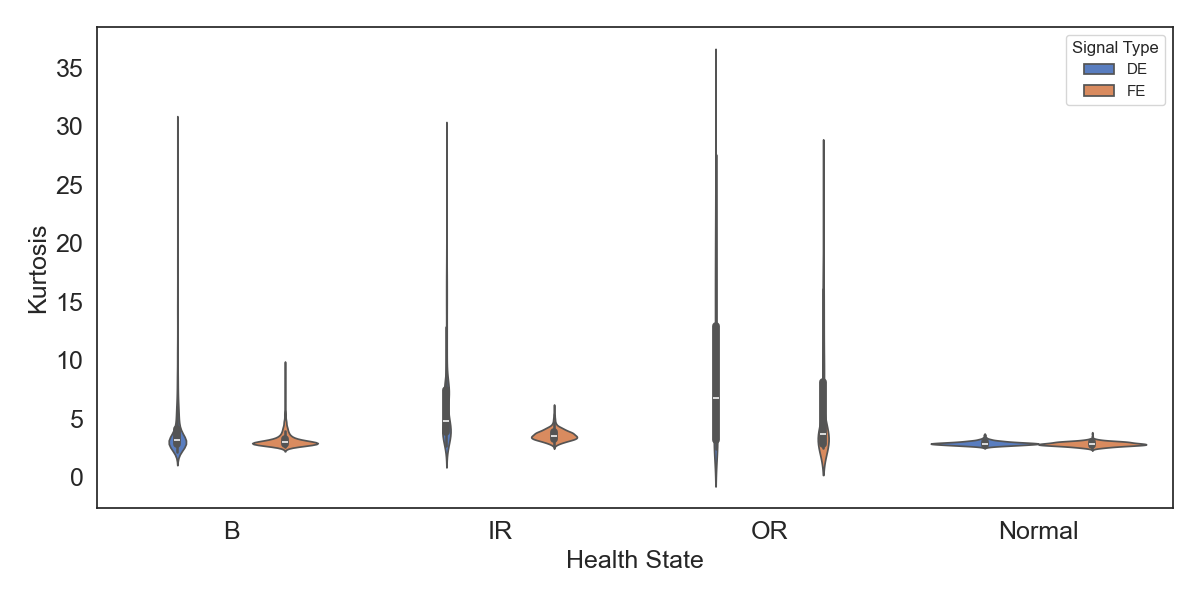 Signal Type
DE
FE
Kurtosis
35
30
25
20
15
10
5
0
B
IR
OR
Normal
Health State